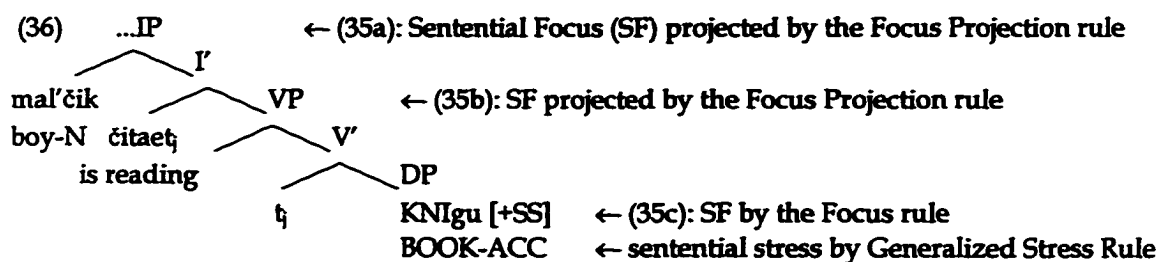 (36) ...IP ← (35a): Sentential Focus (SF) projected by the Focus Projection rule
I'
mal'čik VP ← (35b): SF projected by the Focus Projection rule
boy-N čitaetⱼ V'
is reading DP
tⱼ KNIgu [+SS] ← (35c): SF by the Focus rule
BOOK-ACC ← sentential stress by Generalized Stress Rule